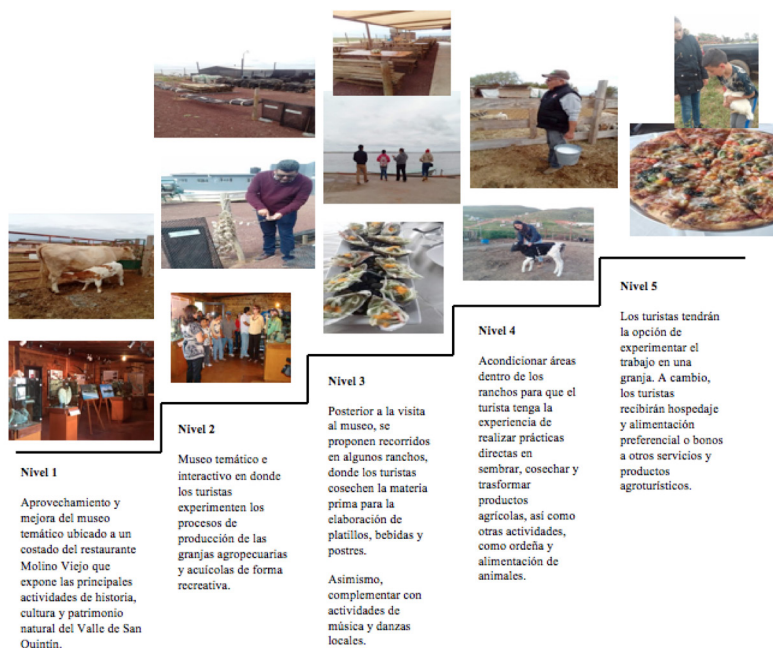 Nivel 1
Aprovechamiento y
mejora del museo
temático ubicado a un
costado del restaurante
Molino Viejo que
expone las principales
actividades de historia,
cultura y patrimonio
natural del Valle de San
Quintín.
Nivel 2
Museo temático e
interactivo en donde
los turistas
experimenten los
procesos de
producción de las
granjas agropecuarias
y acuícolas de forma
recreativa.
Nivel 3
Posterior a la visita
al museo, se
proponen recorridos
en algunos ranchos,
donde los turistas
cosechen la materia
prima para la
elaboración de
platillos, bebidas y
postres.
Asimismo,
complementar con
actividades de
música y danzas
locales.
Nivel 4
Acondicionar áreas
dentro de los
ranchos para que el
turista tenga la
experiencia de
realizar prácticas
directas en
sembrar, cosechar y
trasformar
productos
agrícolas, así como
otras actividades,
como ordeña y
alimentación de
animales.
Nivel 5
Los turistas tendrán
la opción de
experimentar el
trabajo en una
granja. A cambio,
los turistas
recibirán hospedaje
y alimentación
preferencial o bonos
a otros servicios y
productos
agroturísticos.